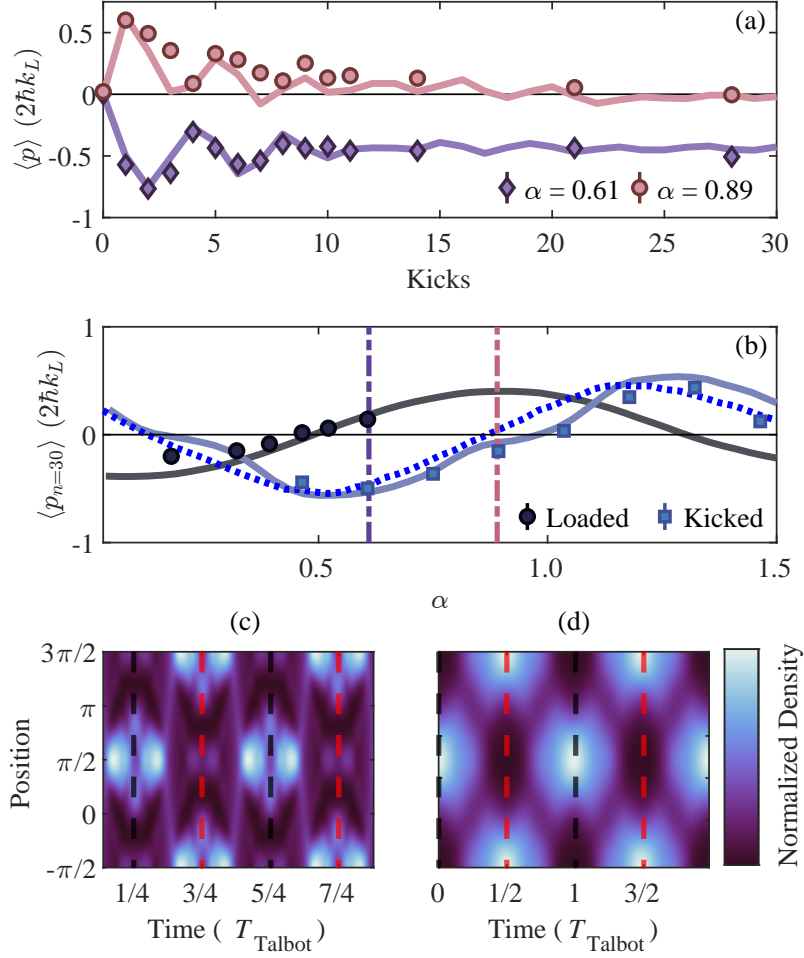 (a)
0.5
0
-0.5
-1
⟨p⟩ (2ħk_L)
α = 0.61
α = 0.89
0 5 10 15 20 25 30
Kicks
(b)
1
0
-1
⟨p_{n=30}⟩ (2ħk_L)
Loaded
Kicked
0.5 1.0 1.5
α
(c)
(d)
3π/2
π
π/2
0
-π/2
Position
1/4 3/4 5/4 7/4
Time ( T_Talbot)
0 1/2 1 3/2
Time (T_Talbot)
Normalized Density